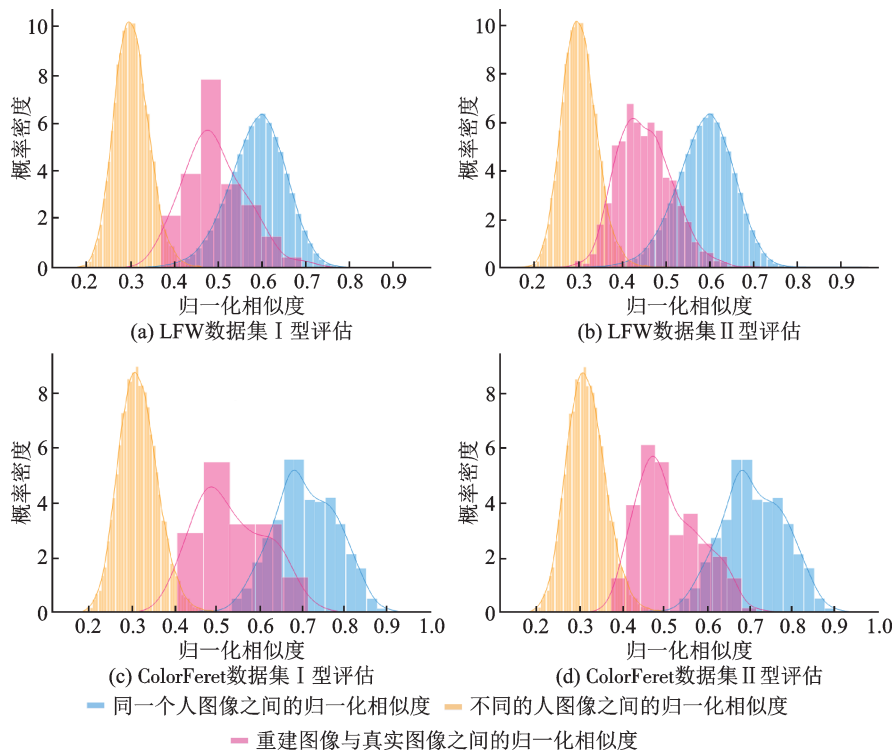 10
8
6
4
2
0
概率密度
0.2 0.3 0.4 0.5 0.6 0.7 0.8 0.9
归一化相似度
(a) LFW数据集Ⅰ型评估
10
8
6
4
2
0
概率密度
0.2 0.3 0.4 0.5 0.6 0.7 0.8 0.9
归一化相似度
(b) LFW数据集Ⅱ型评估
8
6
4
2
0
概率密度
0.2 0.3 0.4 0.5 0.6 0.7 0.8 0.9 1.0
归一化相似度
(c) ColorFeret数据集Ⅰ型评估
8
6
4
2
0
概率密度
0.2 0.3 0.4 0.5 0.6 0.7 0.8 0.9 1.0
归一化相似度
(d) ColorFeret数据集Ⅱ型评估
同一个人图像之间的归一化相似度 不同的人图像之间的归一化相似度
重建图像与真实图像之间的归一化相似度